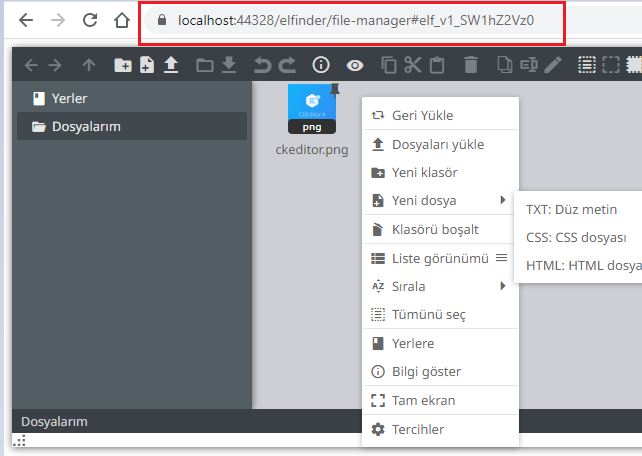 localhost:44328/elfinder/file-manager#elf_v1_SW1hZ2Vz0
Yerler
Dosyalarım
CKEditor 4
png
ckeditor.png
Geri Yükle
Dosyaları yükle
Yeni klasör
Yeni dosya
TXT: Düz metin
CSS: CSS dosyası
HTML: HTML dosya
Klasörü boşalt
Liste görünümü
Sırala
Tümünü seç
Yerlere
Bilgi göster
Tam ekran
Tercihler
Dosyalarım